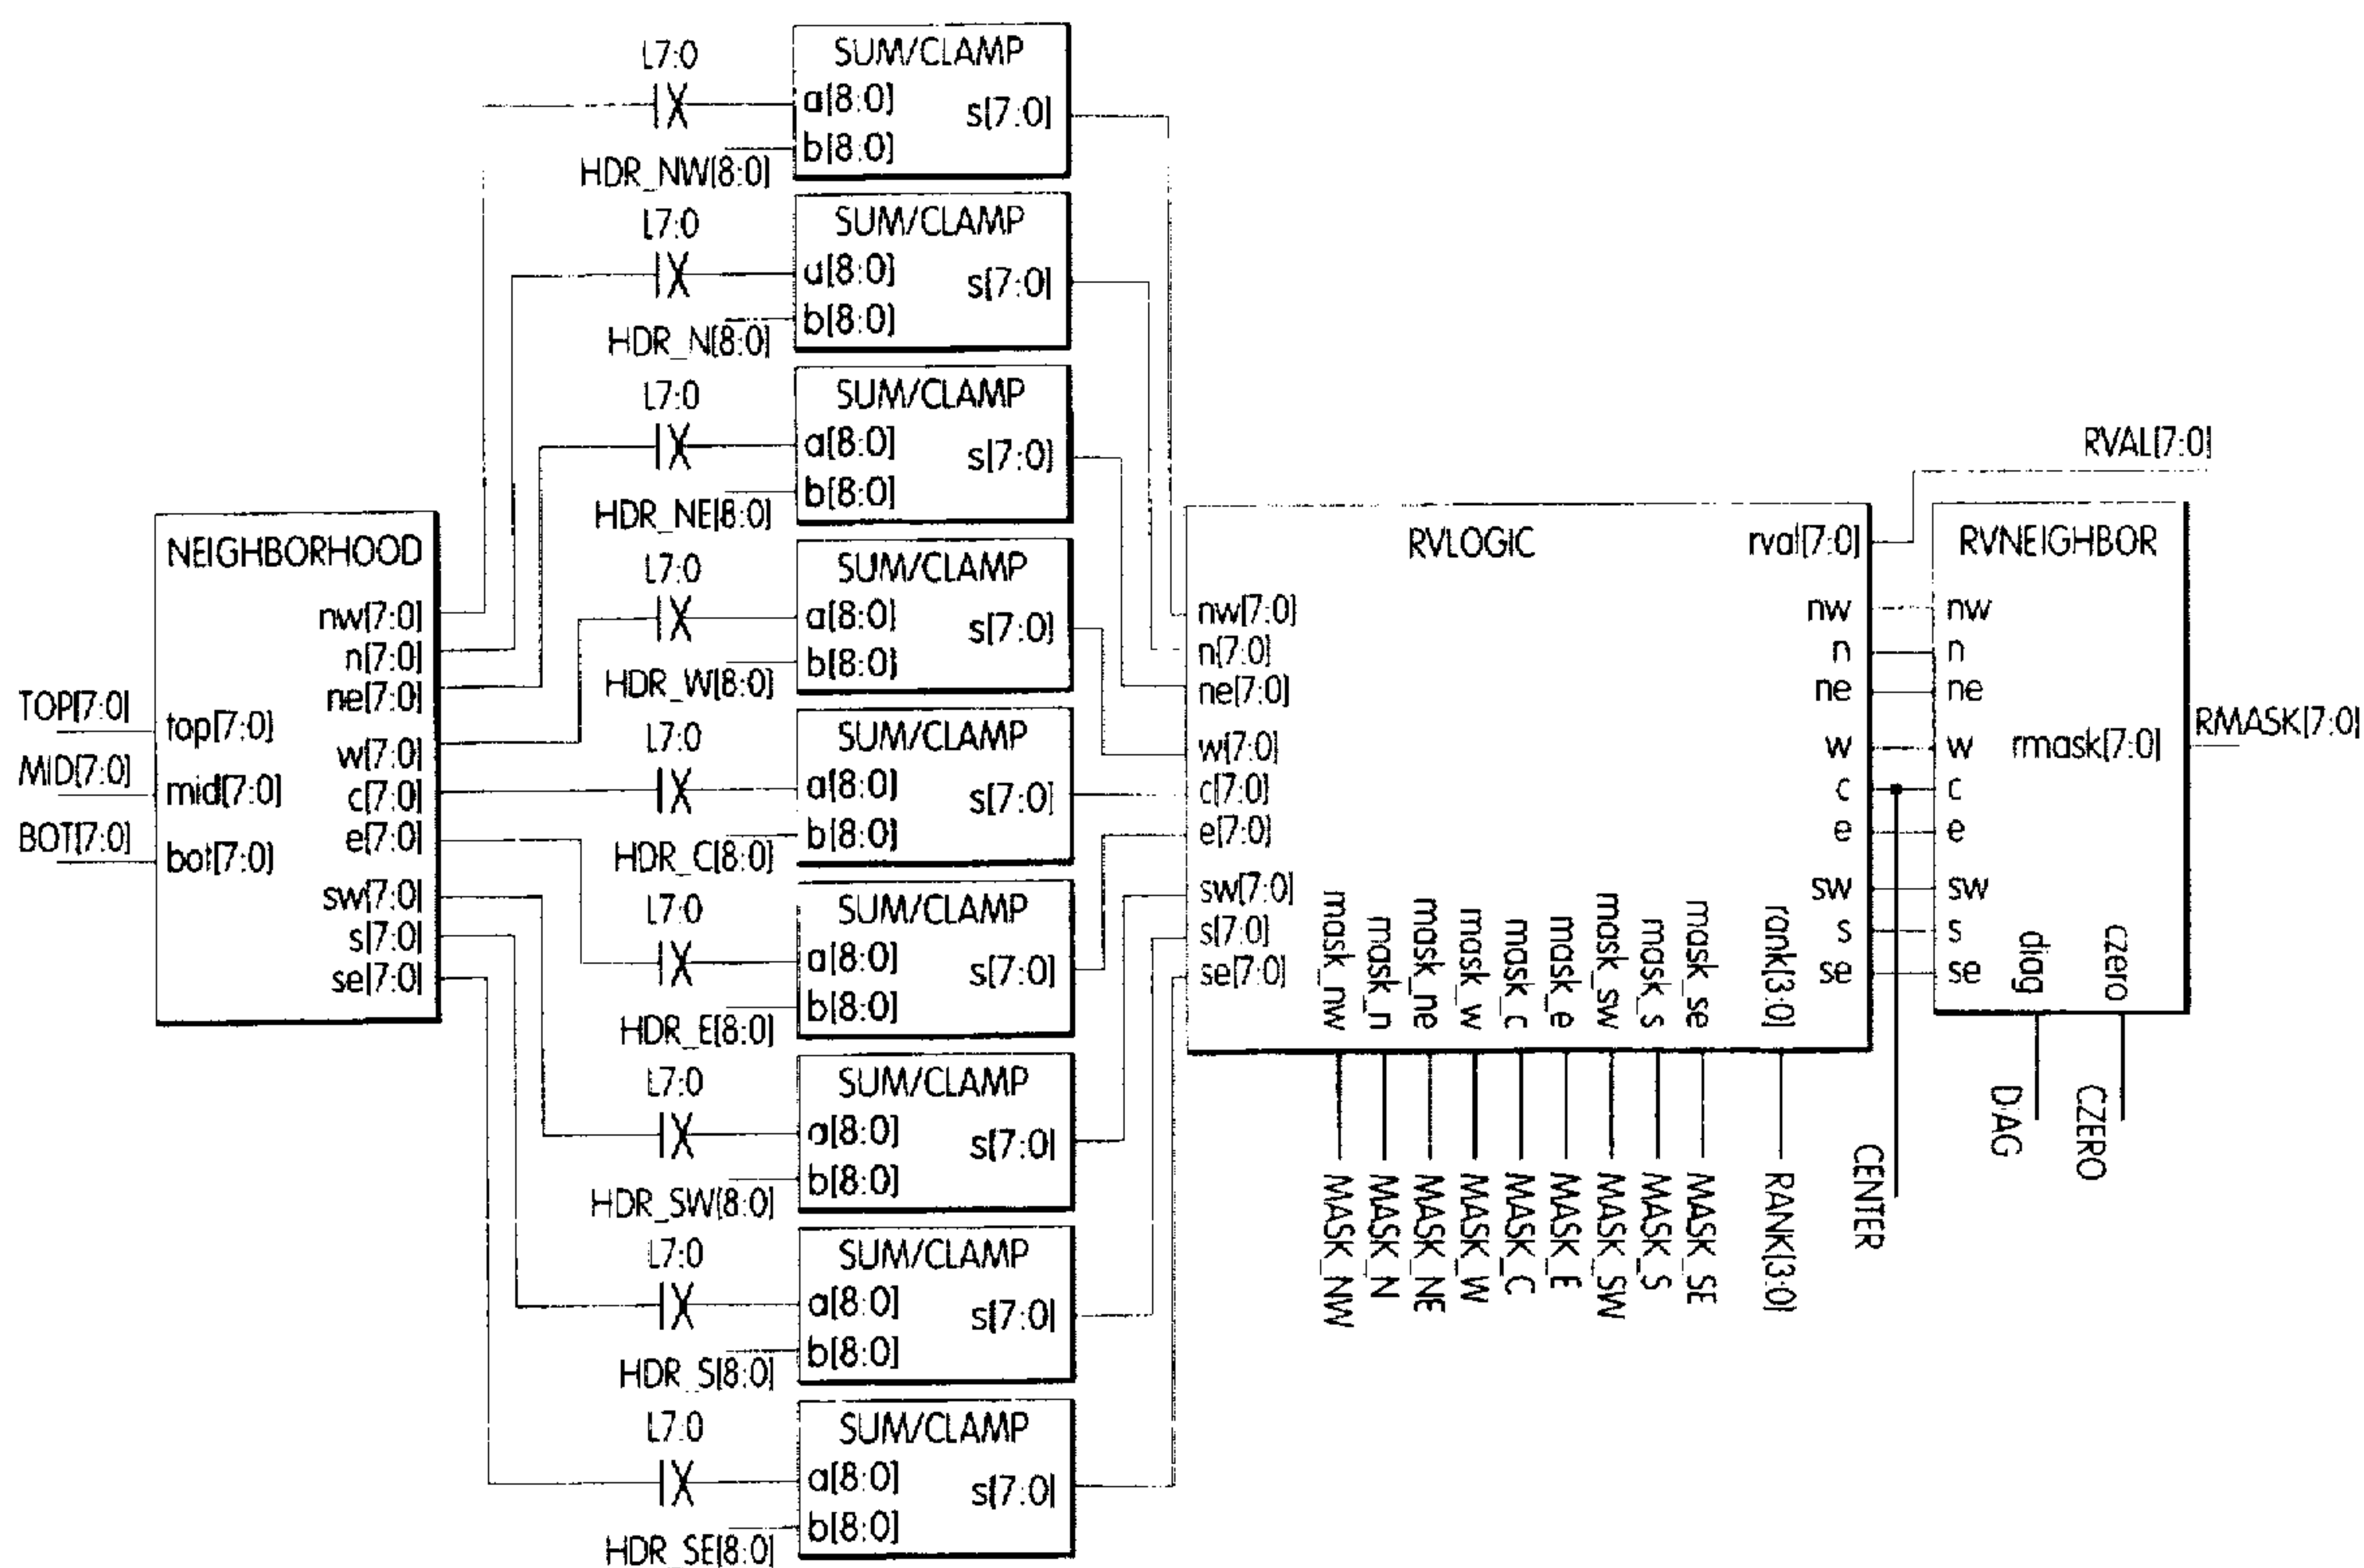 L7:0
SUM/CLAMP
a[8:0]
s[7:0]
b[8:0]
HDR_NW[8:0]
L7:0
SUM/CLAMP
a[8:0]
s[7:0]
b[8:0]
HDR_N[8:0]
L7:0
SUM/CLAMP
a[8:0]
s[7:0]
b[8:0]
HDR_NE[8:0]
L7:0
SUM/CLAMP
a[8:0]
s[7:0]
b[8:0]
HDR_W[8:0]
L7:0
SUM/CLAMP
a[8:0]
s[7:0]
b[8:0]
HDR_C[8:0]
L7:0
SUM/CLAMP
a[8:0]
s[7:0]
b[8:0]
HDR_E[8:0]
L7:0
SUM/CLAMP
a[8:0]
s[7:0]
b[8:0]
HDR_SW[8:0]
L7:0
SUM/CLAMP
a[8:0]
s[7:0]
b[8:0]
HDR_S[8:0]
L7:0
SUM/CLAMP
a[8:0]
s[7:0]
b[8:0]
HDR_SE[8:0]
NEIGHBORHOOD
TOP[7:0]
MID[7:0]
BOT[7:0]
top[7:0]
mid[7:0]
bot[7:0]
nw[7:0]
n[7:0]
ne[7:0]
w[7:0]
c[7:0]
e[7:0]
sw[7:0]
s[7:0]
se[7:0]
RVLOGIC
nw[7:0]
n[7:0]
ne[7:0]
w[7:0]
c[7:0]
e[7:0]
sw[7:0]
s[7:0]
se[7:0]
mask_nw
mask_n
mask_ne
mask_w
mask_c
mask_e
mask_sw
mask_s
mask_se
rank[3:0]
MASK_NW
MASK_N
MASK_NE
MASK_W
MASK_C
MASK_E
MASK_SW
MASK_S
MASK_SE
RANK[3:0]
rval[7:0]
nw
n
ne
w
c
e
sw
s
se
RVAL[7:0]
CENTER
RVNEIGHBOR
nw
n
ne
w
c
e
sw
s
se
rmask[7:0]
RMASK[7:0]
diag
czero
DIAG
CZERO